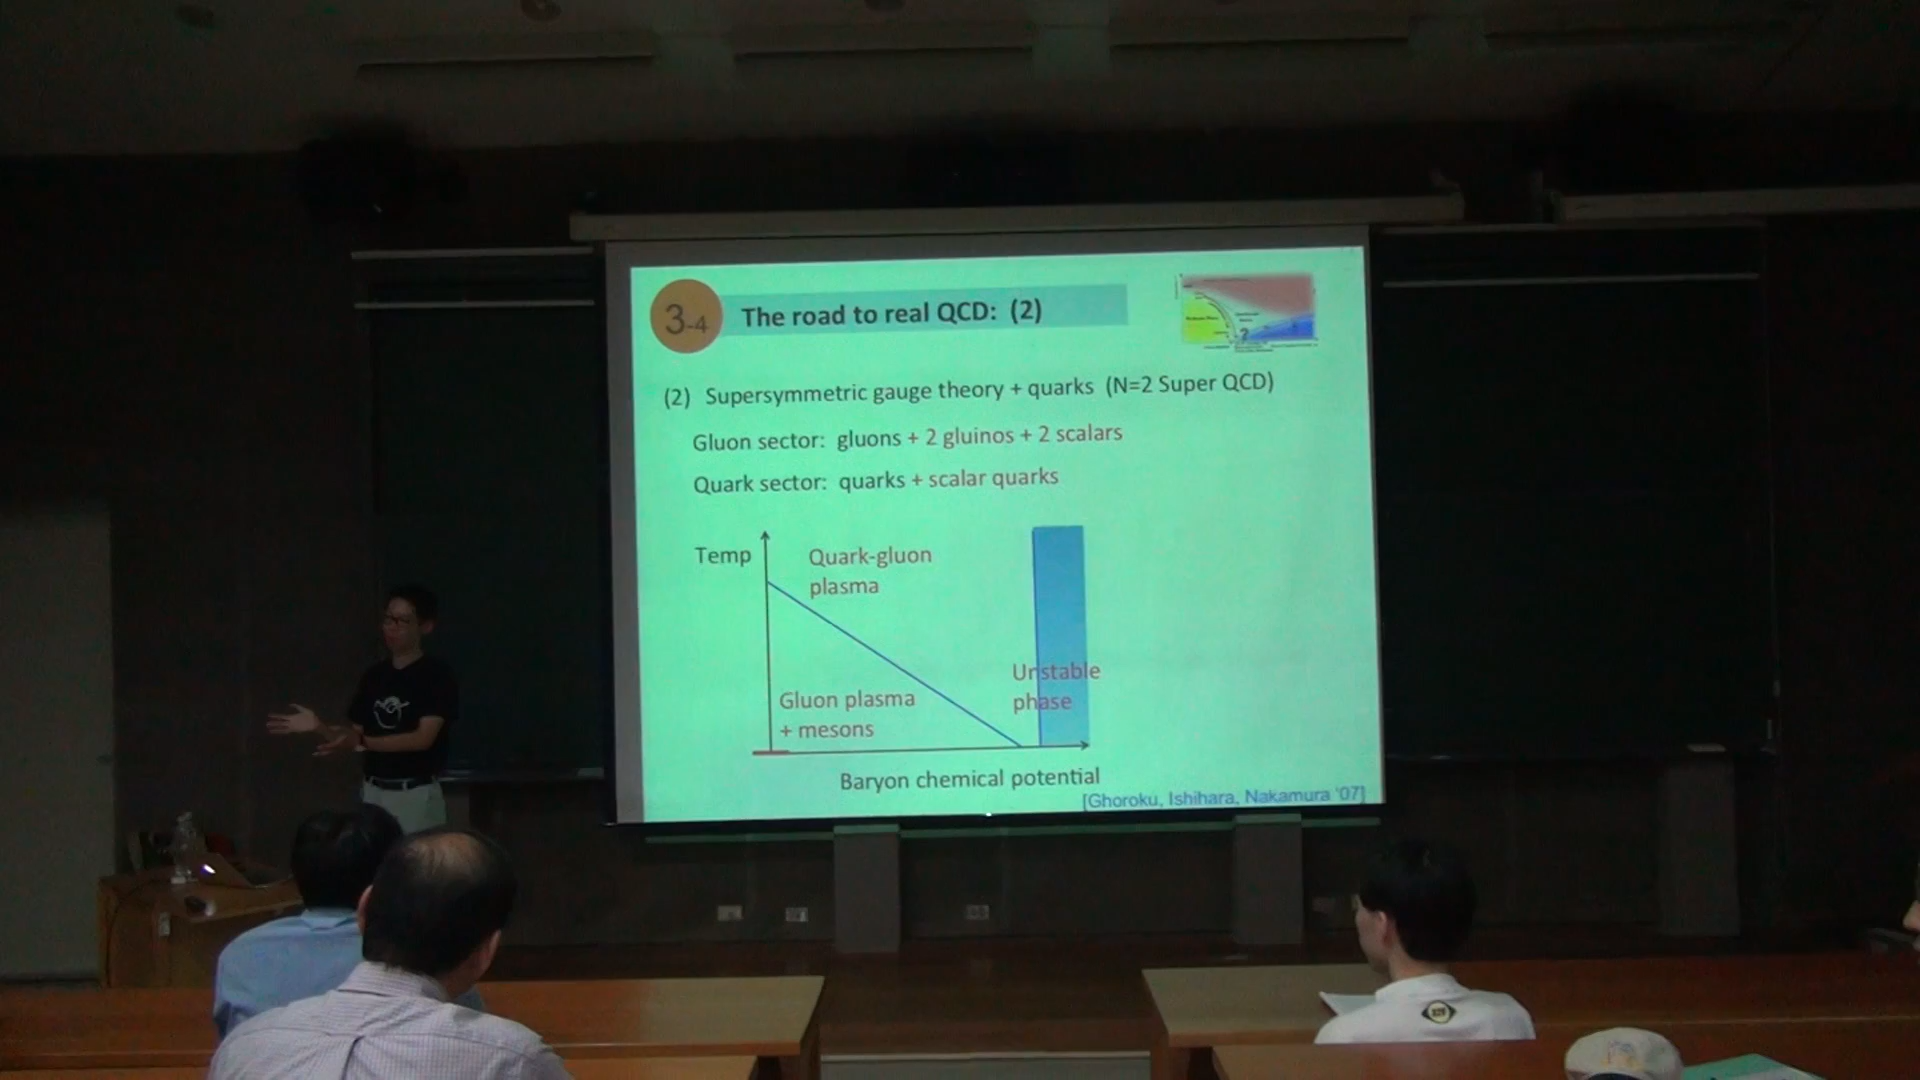 3-4
The road to real QCD: (2)
(2) Supersymmetric gauge theory + quarks (N=2 Super QCD)
Gluon sector: gluons + 2 gluinos + 2 scalars
Quark sector: quarks + scalar quarks
Temp
Quark-gluon
plasma
Unstable
phase
Gluon plasma
+ mesons
Baryon chemical potential
[Ghoroku, Ishihara, Nakamura '07]
?